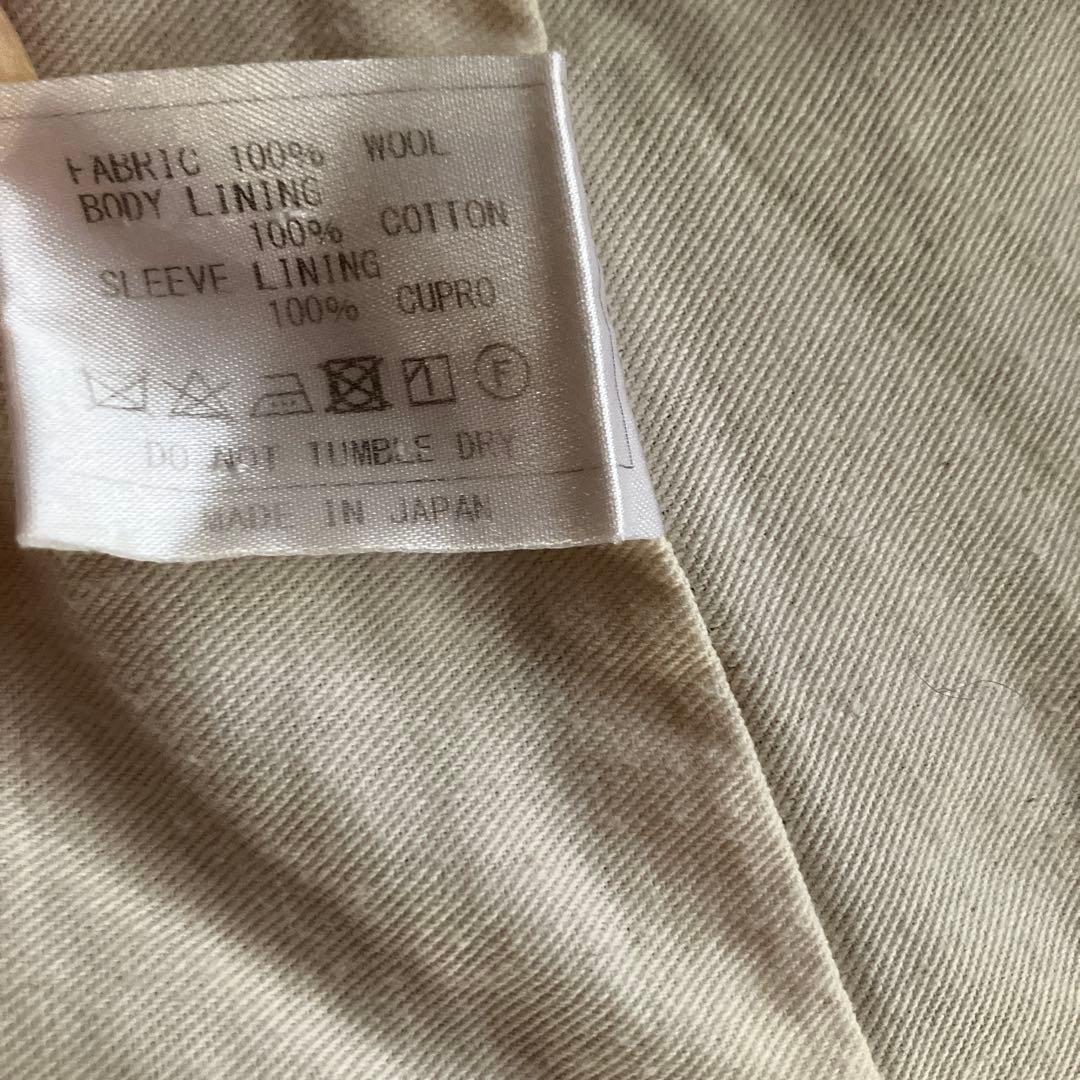 FABRIC 100% WOOL
BODY LINING
100% COTTON
SLEEVE LINING
100% CUPRO
F
DO NOT TUMBLE DRY
MADE IN JAPAN